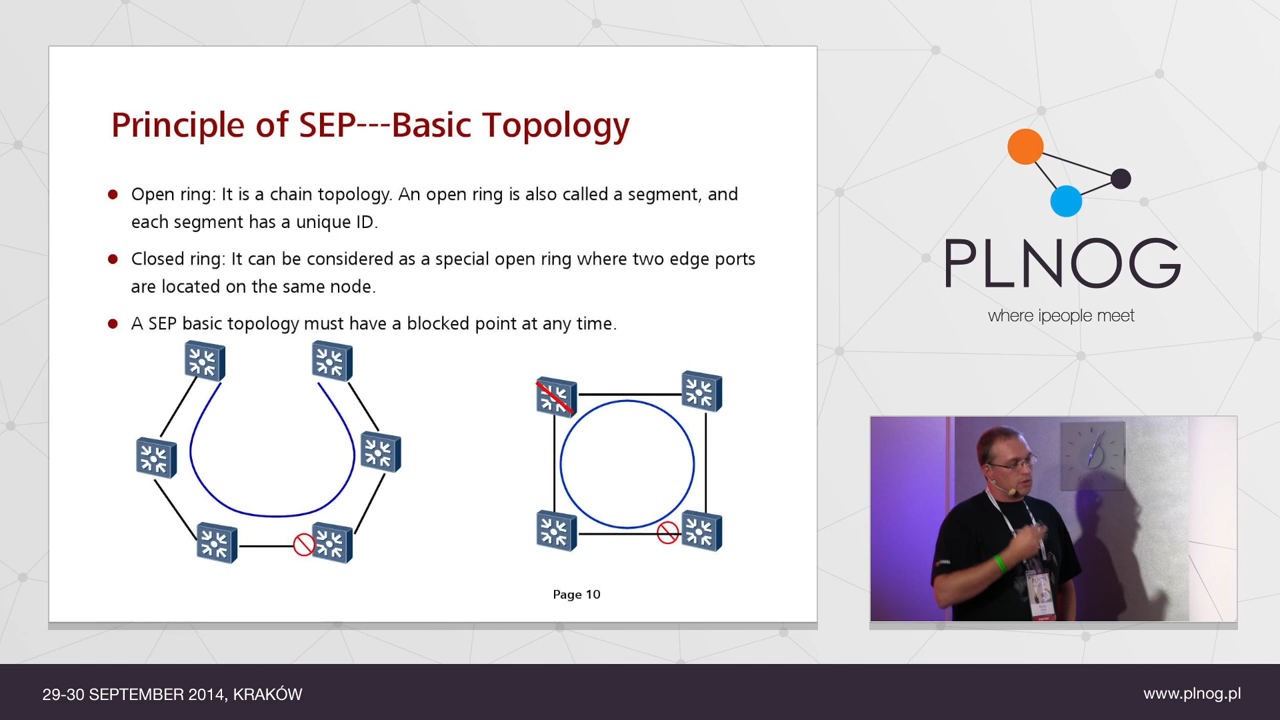 Principle of SEP---Basic Topology
Open ring: It is a chain topology. An open ring is also called a segment, and
each segment has a unique ID.
Closed ring: It can be considered as a special open ring where two edge ports
are located on the same node.
A SEP basic topology must have a blocked point at any time.
Page 10
PLNOG
where ipeople meet
29-30 SEPTEMBER 2014, KRAKÓW
www.plnog.pl